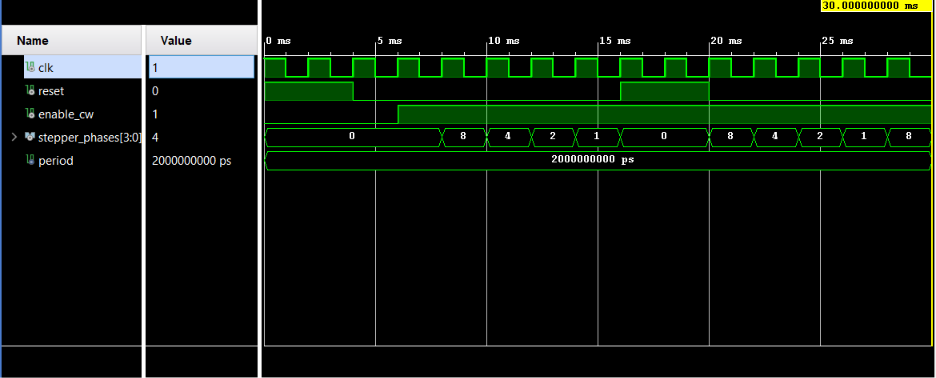 30.000000000 ms
Name Value
0 ms 5 ms 10 ms 15 ms 20 ms 25 ms
clk 1
reset 0
enable_cw 1
stepper_phases[3:0] 4 0 8 4 2 1 0 8 4 2 1 8
period 2000000000 ps 2000000000 ps